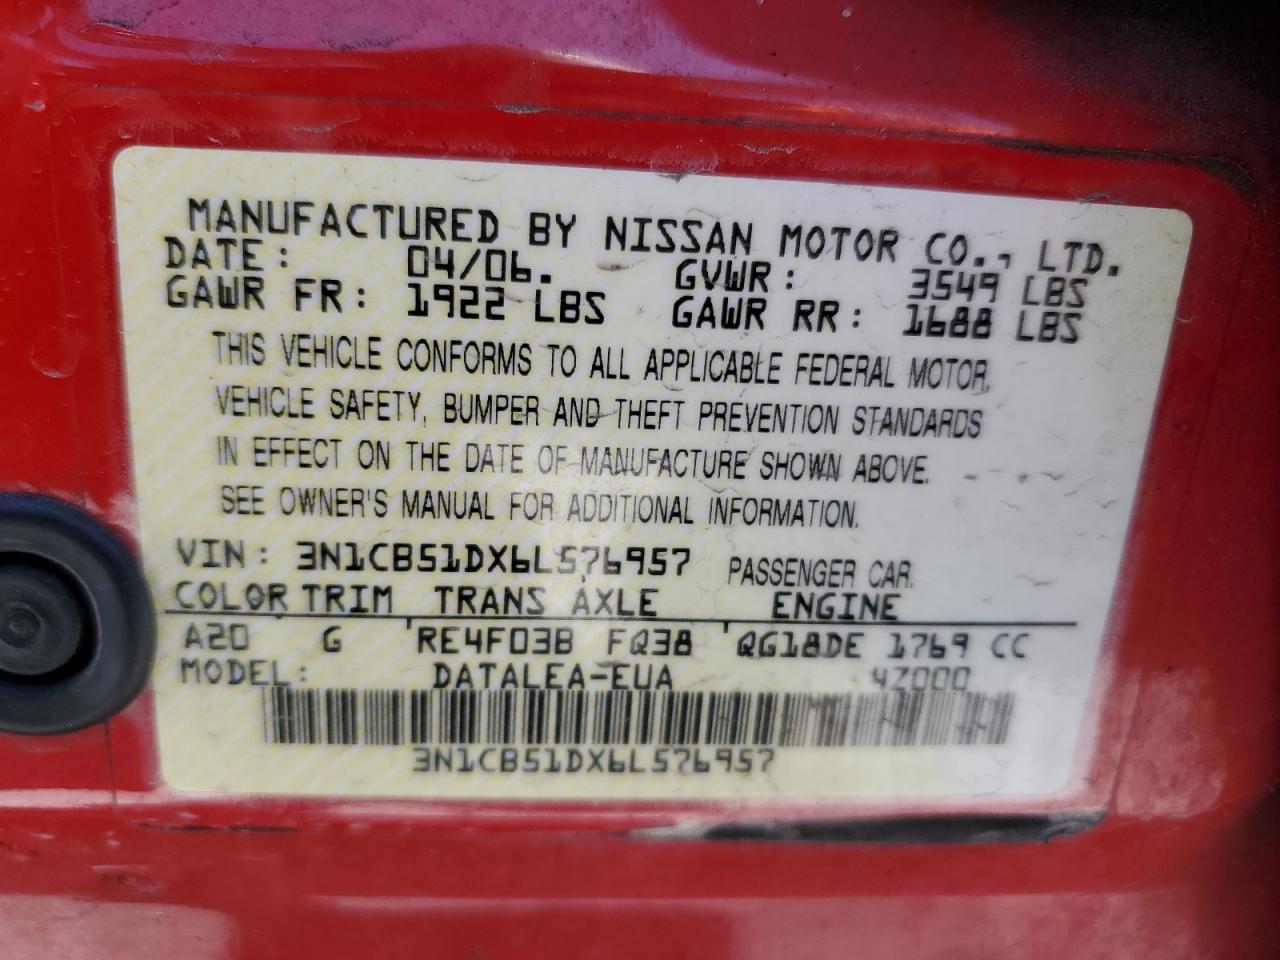 MANUFACTURED BY NISSAN MOTOR CO., LTD.
DATE: 04/06. GVWR: 3549 LBS
GAWR FR: 1922 LBS GAWR RR: 1688 LBS
THIS VEHICLE CONFORMS TO ALL APPLICABLE FEDERAL MOTOR
VEHICLE SAFETY, BUMPER AND THEFT PREVENTION STANDARDS
IN EFFECT ON THE DATE OF MANUFACTURE SHOWN ABOVE.
SEE OWNER'S MANUAL FOR ADDITIONAL INFORMATION.
VIN: 3N1CB51DX6L576957 PASSENGER CAR.
COLOR TRIM TRANS AXLE ENGINE
A20 G RE4F03B FQ38 QG18DE 1769 CC
MODEL: DATALEA-EUA 4Z000
3N1CB51DX6L576957